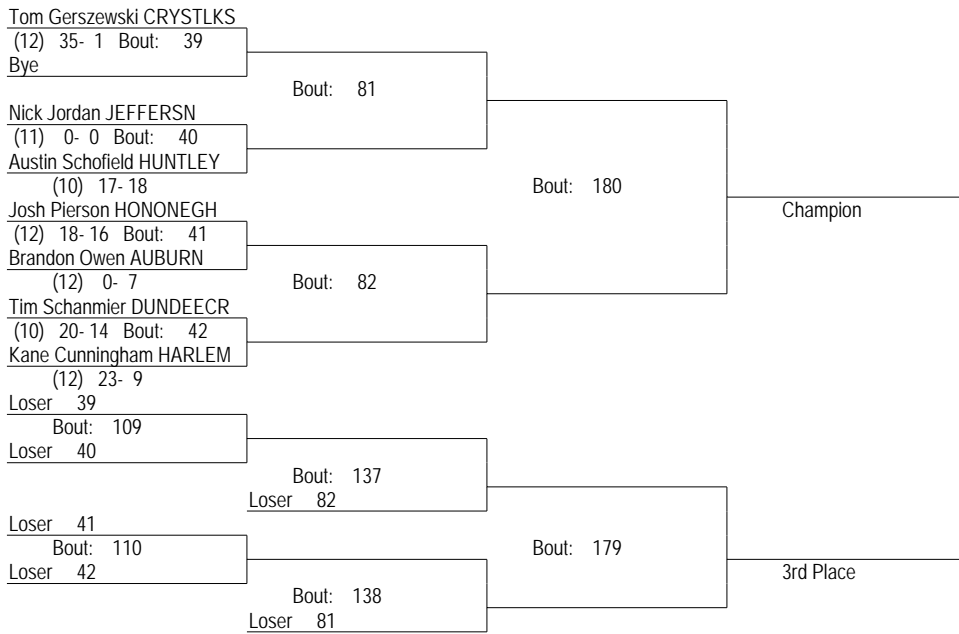 Tom Gerszewski CRYSTLKS
(12) 35- 1 Bout: 39
Bye
Bout: 81
Nick Jordan JEFFERSN
(11) 0- 0 Bout: 40
Austin Schofield HUNTLEY
(10) 17- 18
Bout: 180
Josh Pierson HONONEGH
Champion
(12) 18- 16 Bout: 41
Brandon Owen AUBURN
(12) 0- 7
Bout: 82
Tim Schanmier DUNDEECR
(10) 20- 14 Bout: 42
Kane Cunningham HARLEM
(12) 23- 9
Loser 39
Bout: 109
Loser 40
Bout: 137
Loser 82
Loser 41
Bout: 110
Bout: 179
Loser 42
3rd Place
Bout: 138
Loser 81